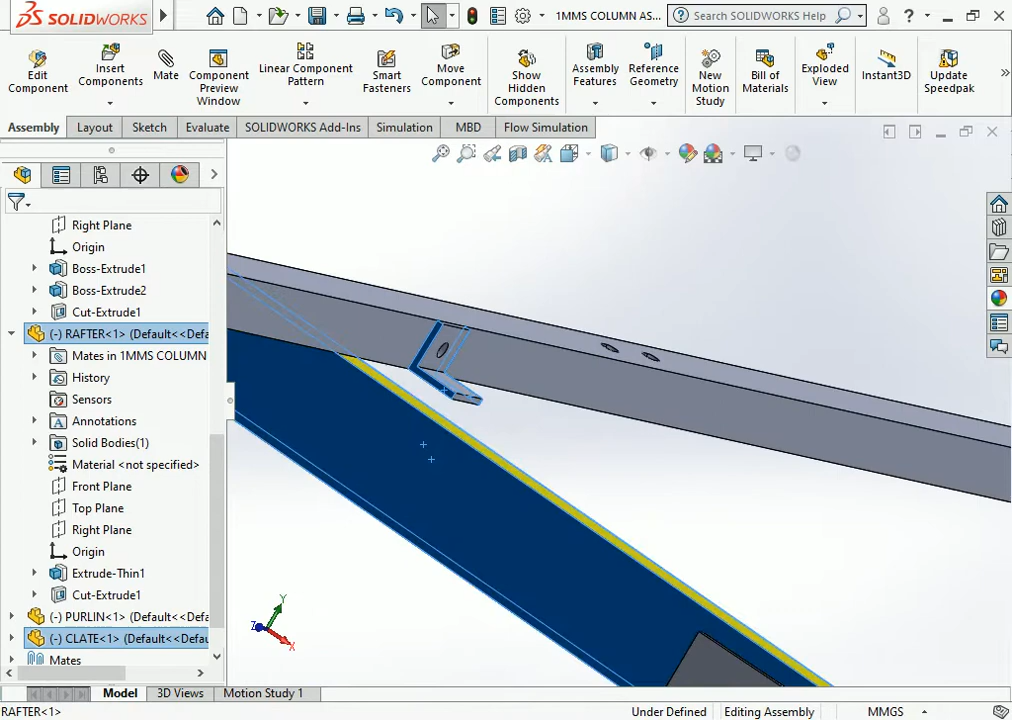 SOLIDWORKS
1MMS COLUMN AS...
Search SOLIDWORKS Help
?
Edit Component
Insert Components
Mate
Component Preview Window
Linear Component Pattern
Smart Fasteners
Move Component
Show Hidden Components
Assembly Features
Reference Geometry
New Motion Study
Bill of Materials
Exploded View
Instant3D
Update Speedpak
Assembly
Layout
Sketch
Evaluate
SOLIDWORKS Add-Ins
Simulation
MBD
Flow Simulation
Right Plane
Origin
Boss-Extrude1
Boss-Extrude2
Cut-Extrude1
(-) RAFTER<1> (Default<<Defa
Mates in 1MMS COLUMN
History
Sensors
Annotations
Solid Bodies(1)
Material <not specified>
Front Plane
Top Plane
Right Plane
Origin
Extrude-Thin1
Cut-Extrude1
(-) PURLIN<1> (Default<<Defa
(-) CLATE<1> (Default<<Defau
Mates
Y
Z
X
Model
3D Views
Motion Study 1
RAFTER<1>
Under Defined
Editing Assembly
MMGS